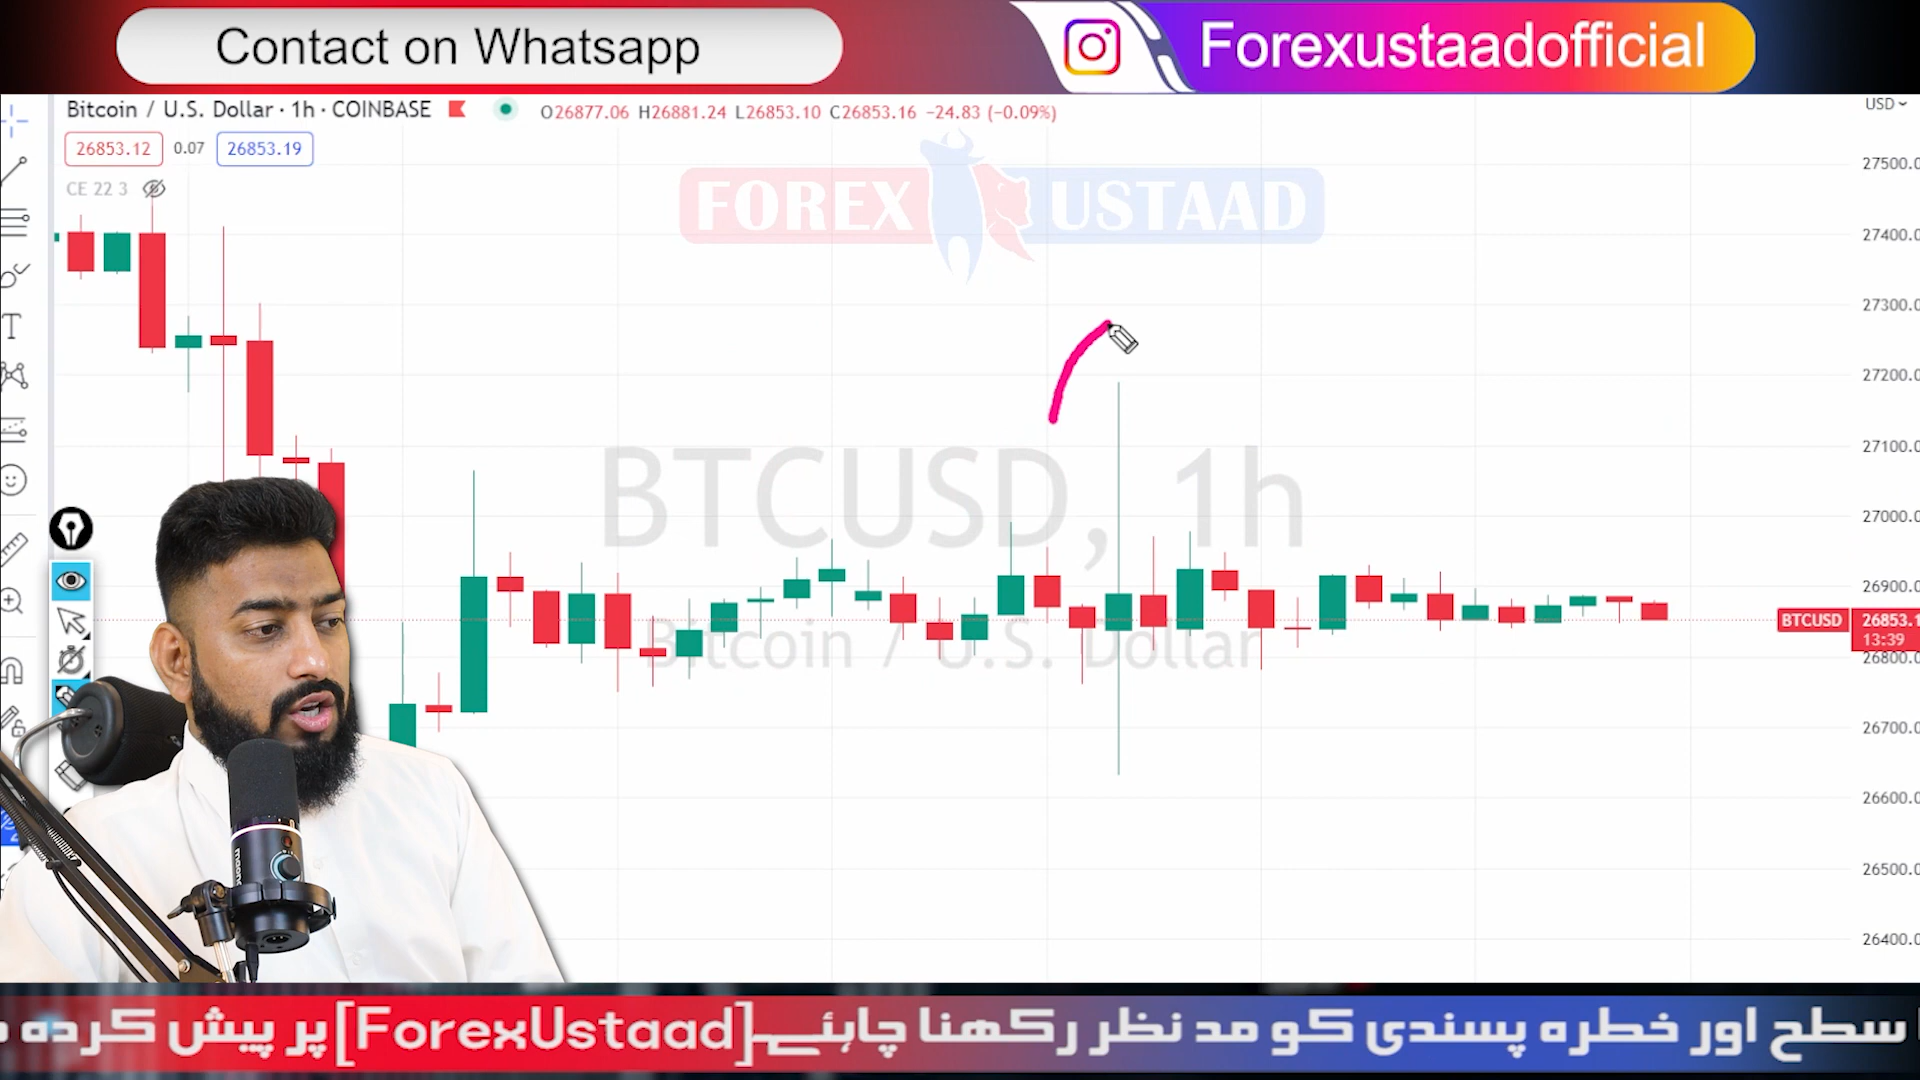 Contact on Whatsapp
Forexustaadofficial
Bitcoin / U.S. Dollar · 1h · COINBASE
O26877.06 H26881.24 L26853.10 C26853.16 −24.83 (−0.09%)
USD
26853.12 0.07 26853.19
CE 22 3
FOREX USTAAD
27500.0
27400.0
27300.0
27200.0
27100.0
27000.0
26900.0
BTCUSD 26853.1
13:39
26800.0
26700.0
26600.0
26500.0
26400.0
BTCUSD, 1h
Bitcoin / U.S. Dollar
سطح اور خطرہ پسندی کو مد نظر رکھنا چاہئے۔[ForexUstaad] پر پیش کردہ